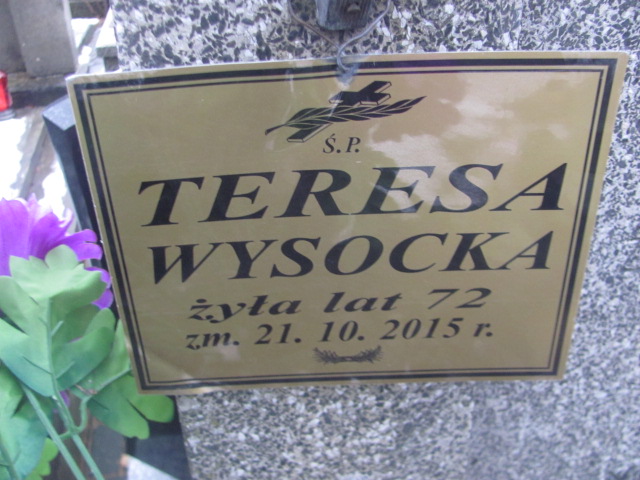 Ś.P.
TERESA
WYSOCKA
żyła lat 72
zm. 21. 10. 2015 r.